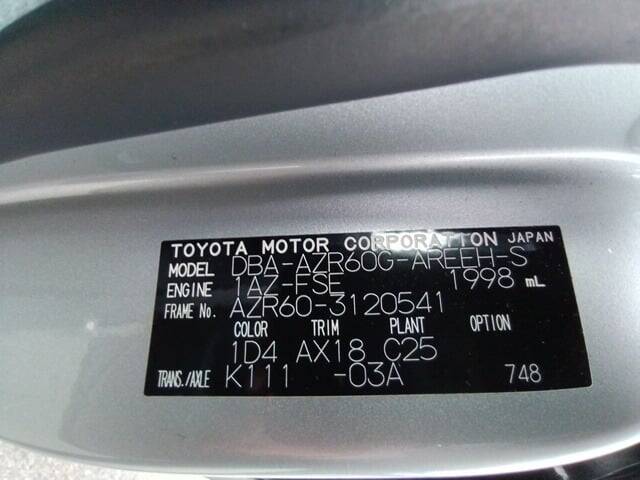 TOYOTA MOTOR CORPORATION JAPAN
MODEL DBA-AZR60G-AREEH-S
ENGINE 1AZ-FSE 1998 mL
FRAME No. AZR60-3120541
COLOR TRIM PLANT OPTION
1D4 AX18 C25
TRANS./AXLE K111 -03A 748